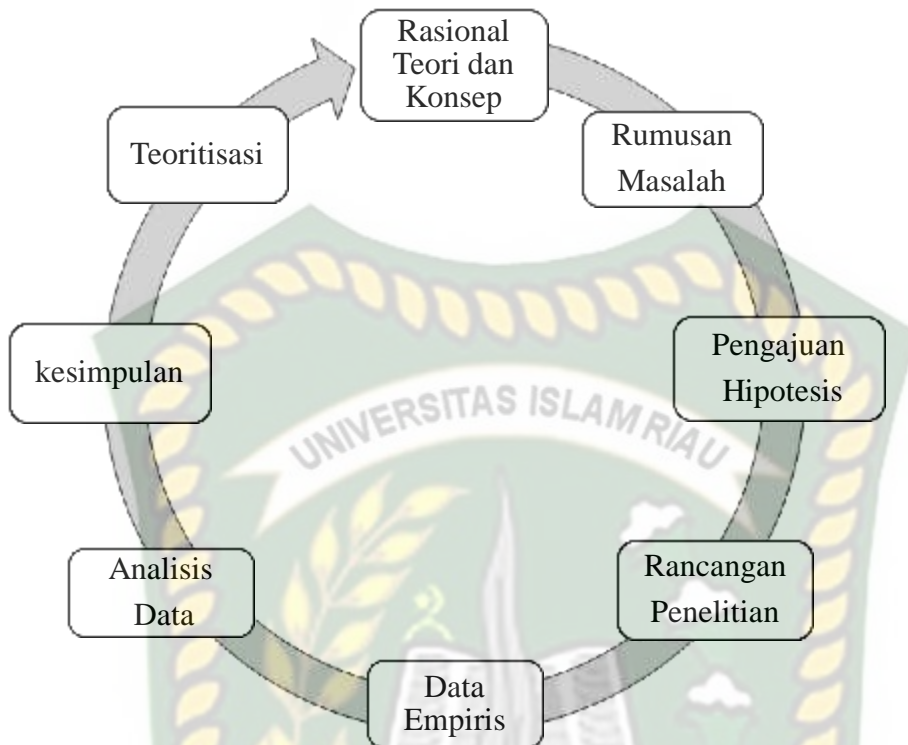 Rasional
Teori dan
Konsep
Rumusan
Masalah
Pengajuan
Hipotesis
Rancangan
Penelitian
Data
Empiris
Analisis
Data
kesimpulan
Teoritisasi
UNIVERSITAS ISLAM RIAU